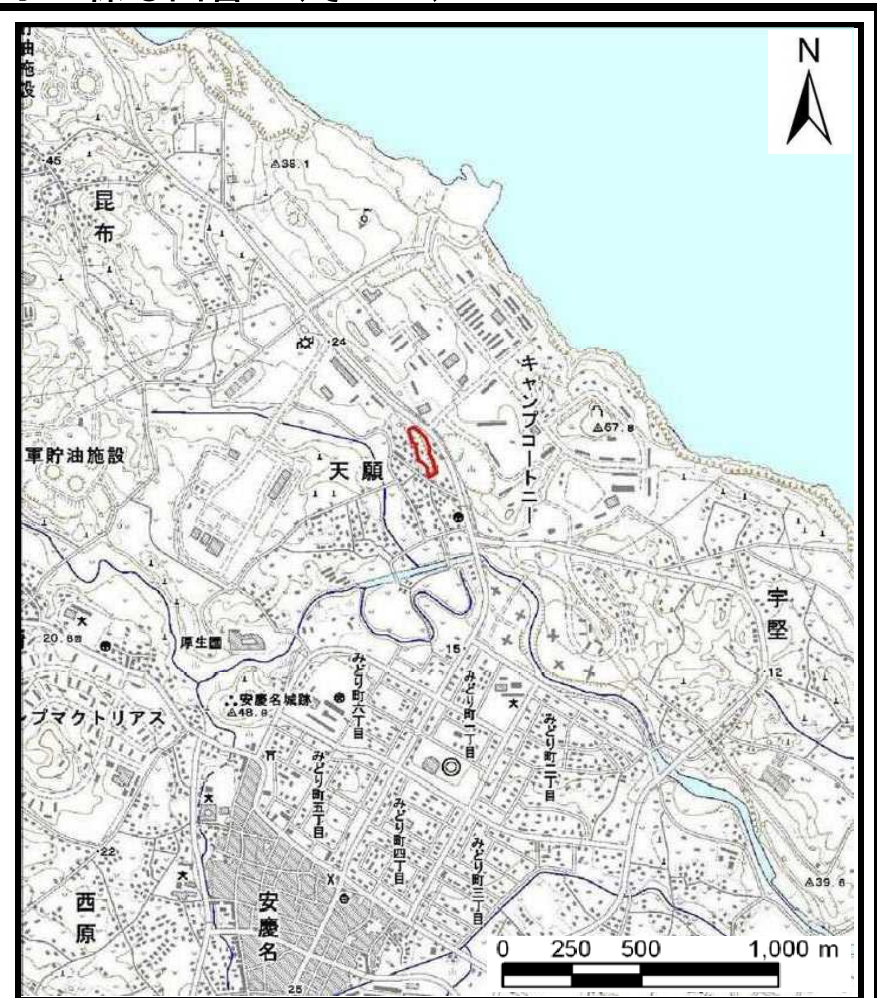 N
油施設
45
36.1
昆布
24
キャンプコートニー
67.8
軍貯油施設
天願
宇堅
20.6
厚生園
15
12
安慶名城跡
48.8
みどり町六丁目
みどり町一丁目
みどり町二丁目
プマクトリアス
みどり町五丁目
みどり町四丁目
みどり町三丁目
22
39.6
西原
安慶名
25
0 250 500 1,000 m